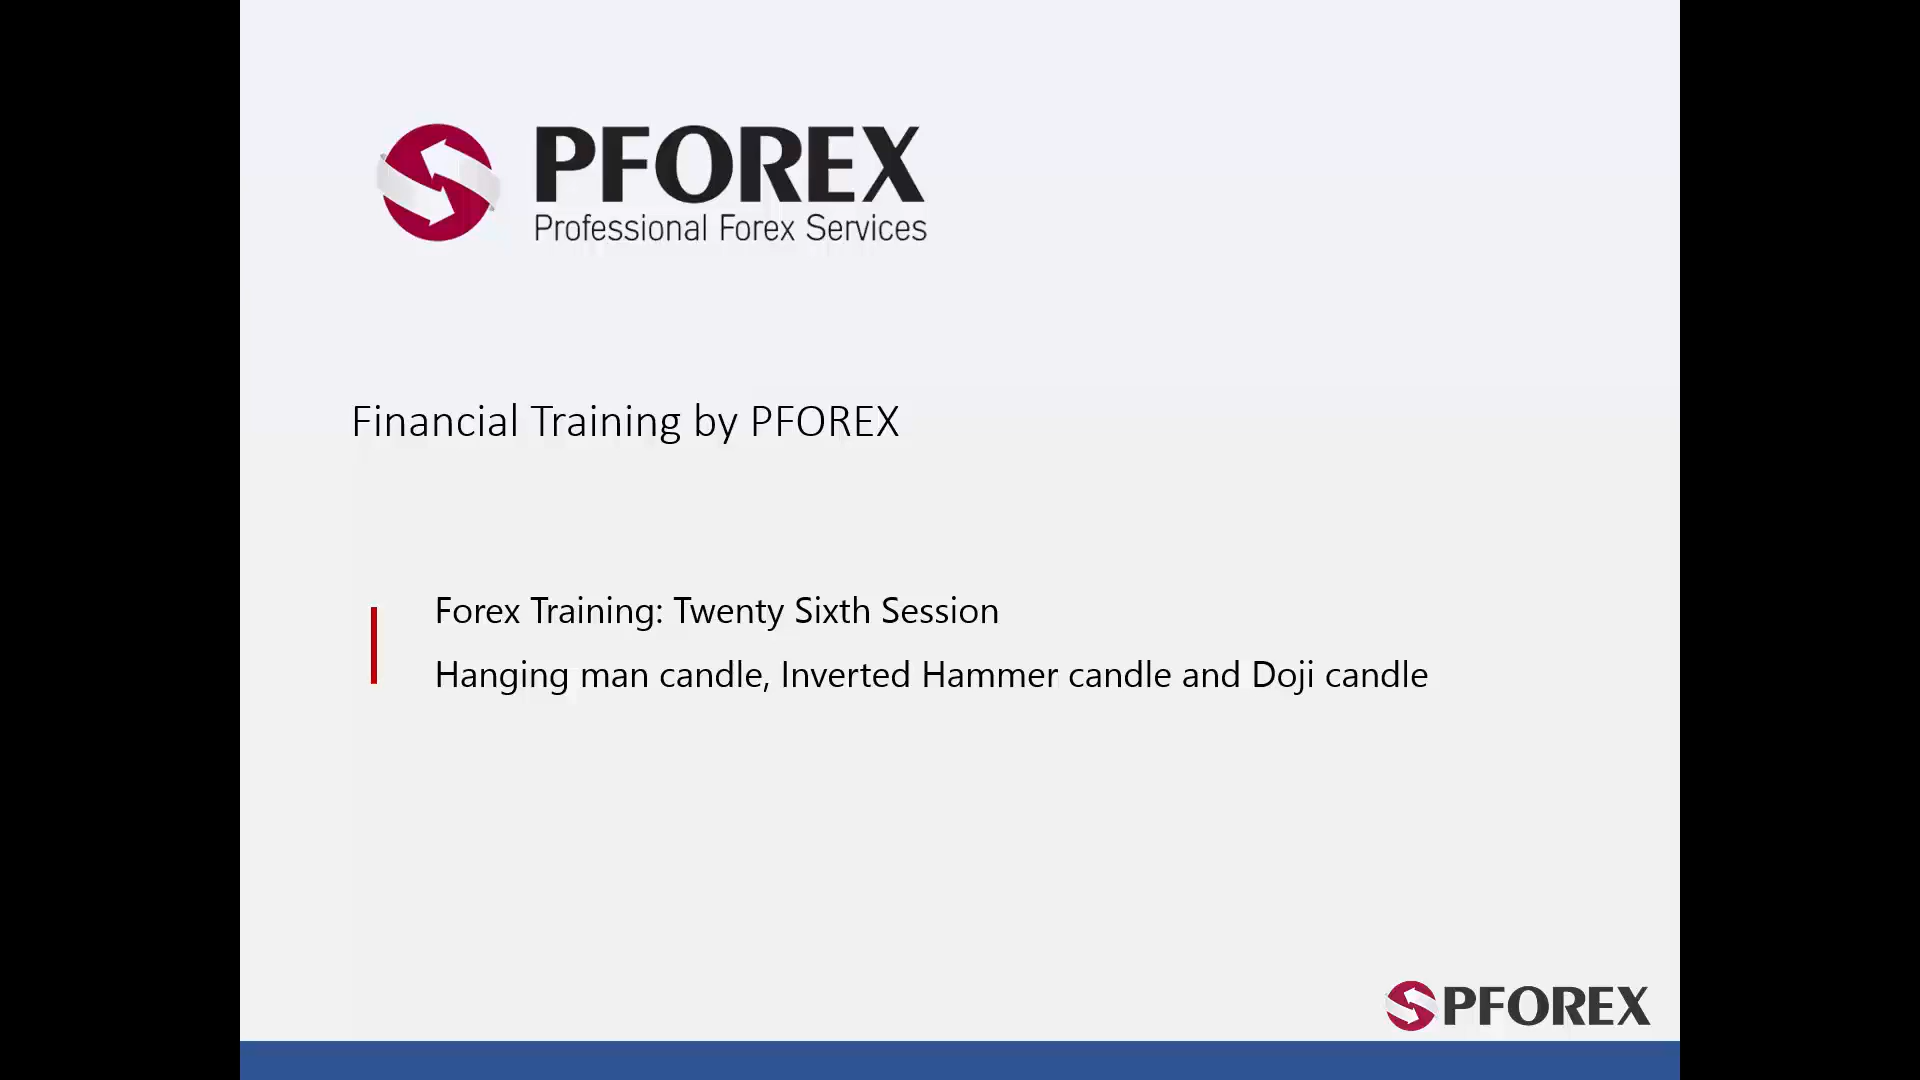 PFOREX
Professional Forex Services
Financial Training by PFOREX
Forex Training: Twenty Sixth Session
Hanging man candle, Inverted Hammer candle and Doji candle
PFOREX